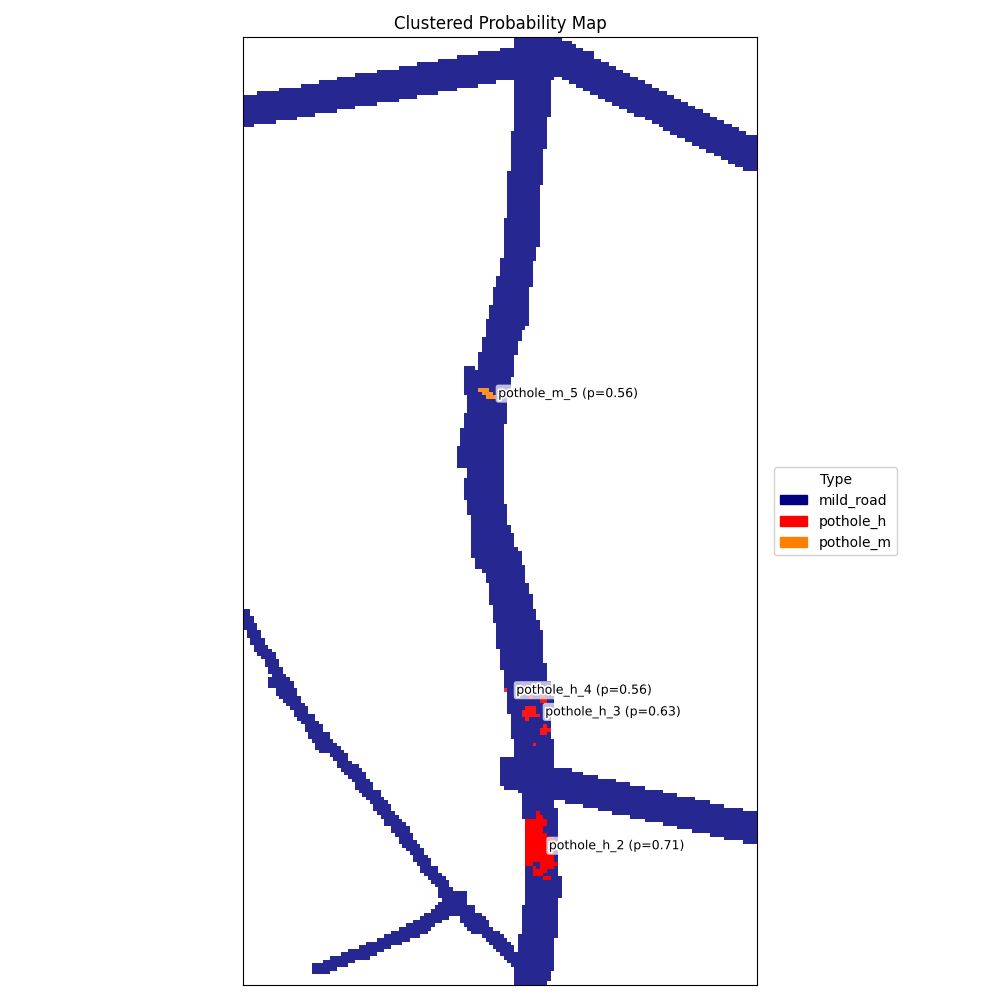 Clustered Probability Map
pothole_m_5 (p=0.56)
Type
mild_road
pothole_h
pothole_m
pothole_h_4 (p=0.56)
pothole_h_3 (p=0.63)
pothole_h_2 (p=0.71)